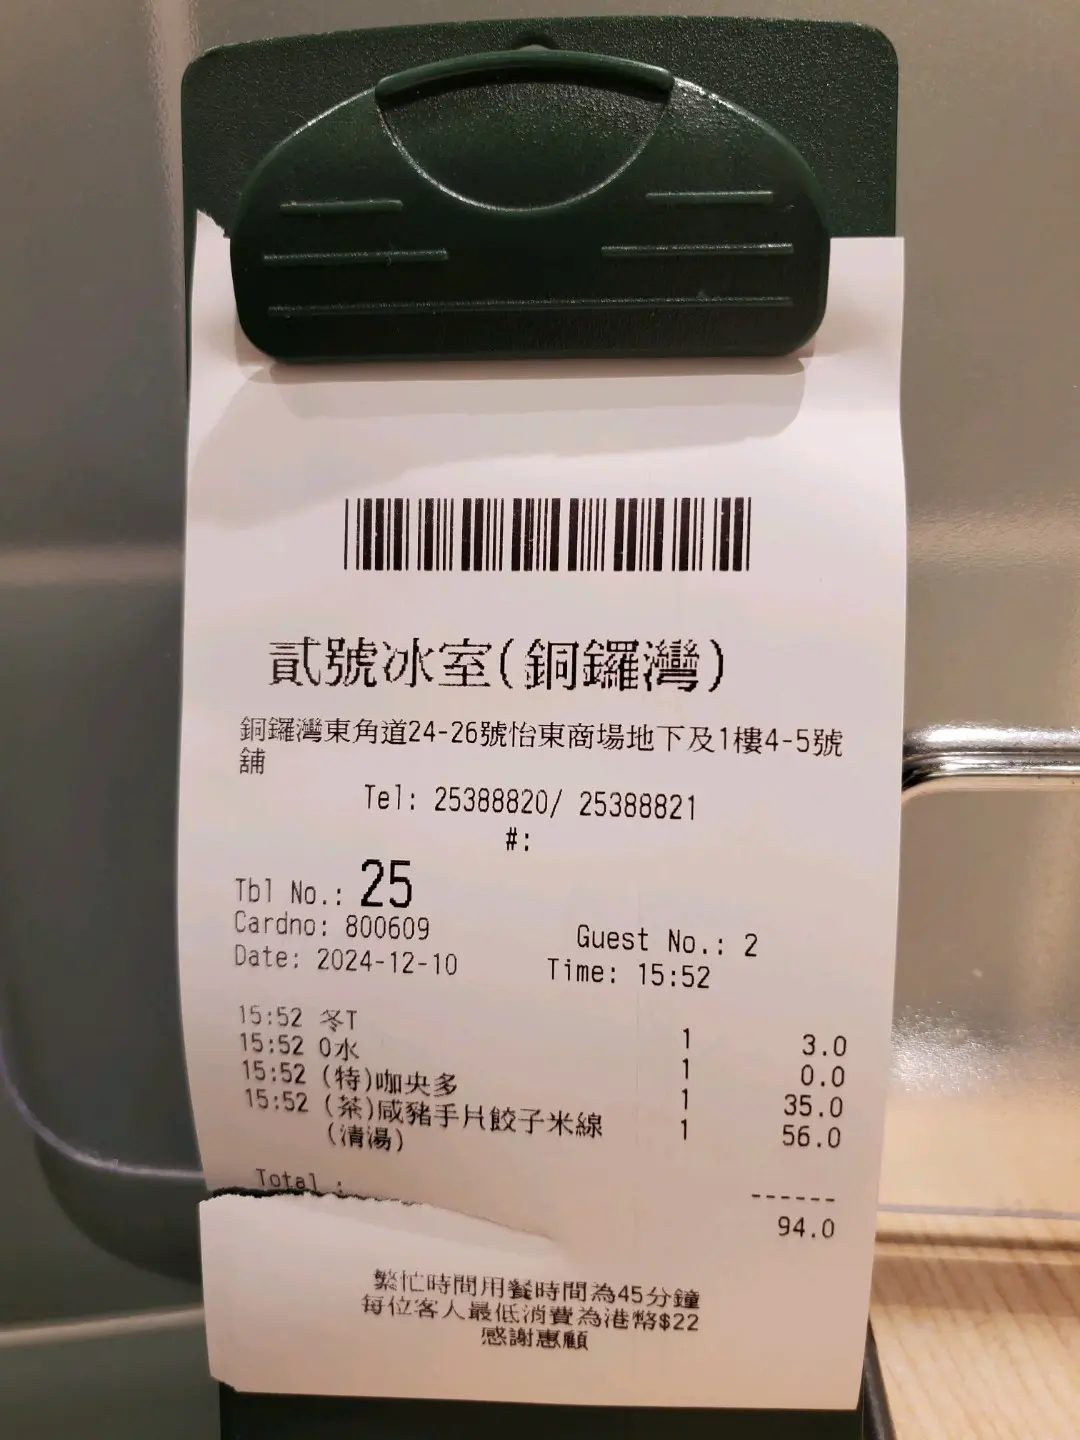 貳號冰室(銅鑼灣)
銅鑼灣東角道24-26號怡東商場地下及1樓4-5號
舖
Tel: 25388820/ 25388821
#:
Tbl No.: 25
Cardno: 800609 Guest No.: 2
Date: 2024-12-10 Time: 15:52
15:52 冬T 1 3.0
15:52 0水 1 0.0
15:52 (特)咖央多 1 35.0
15:52 (茶)咸豬手片餃子米線 1 56.0
(清湯)
------
Total : 94.0
繁忙時間用餐時間為45分鐘
每位客人最低消費為港幣$22
感謝惠顧